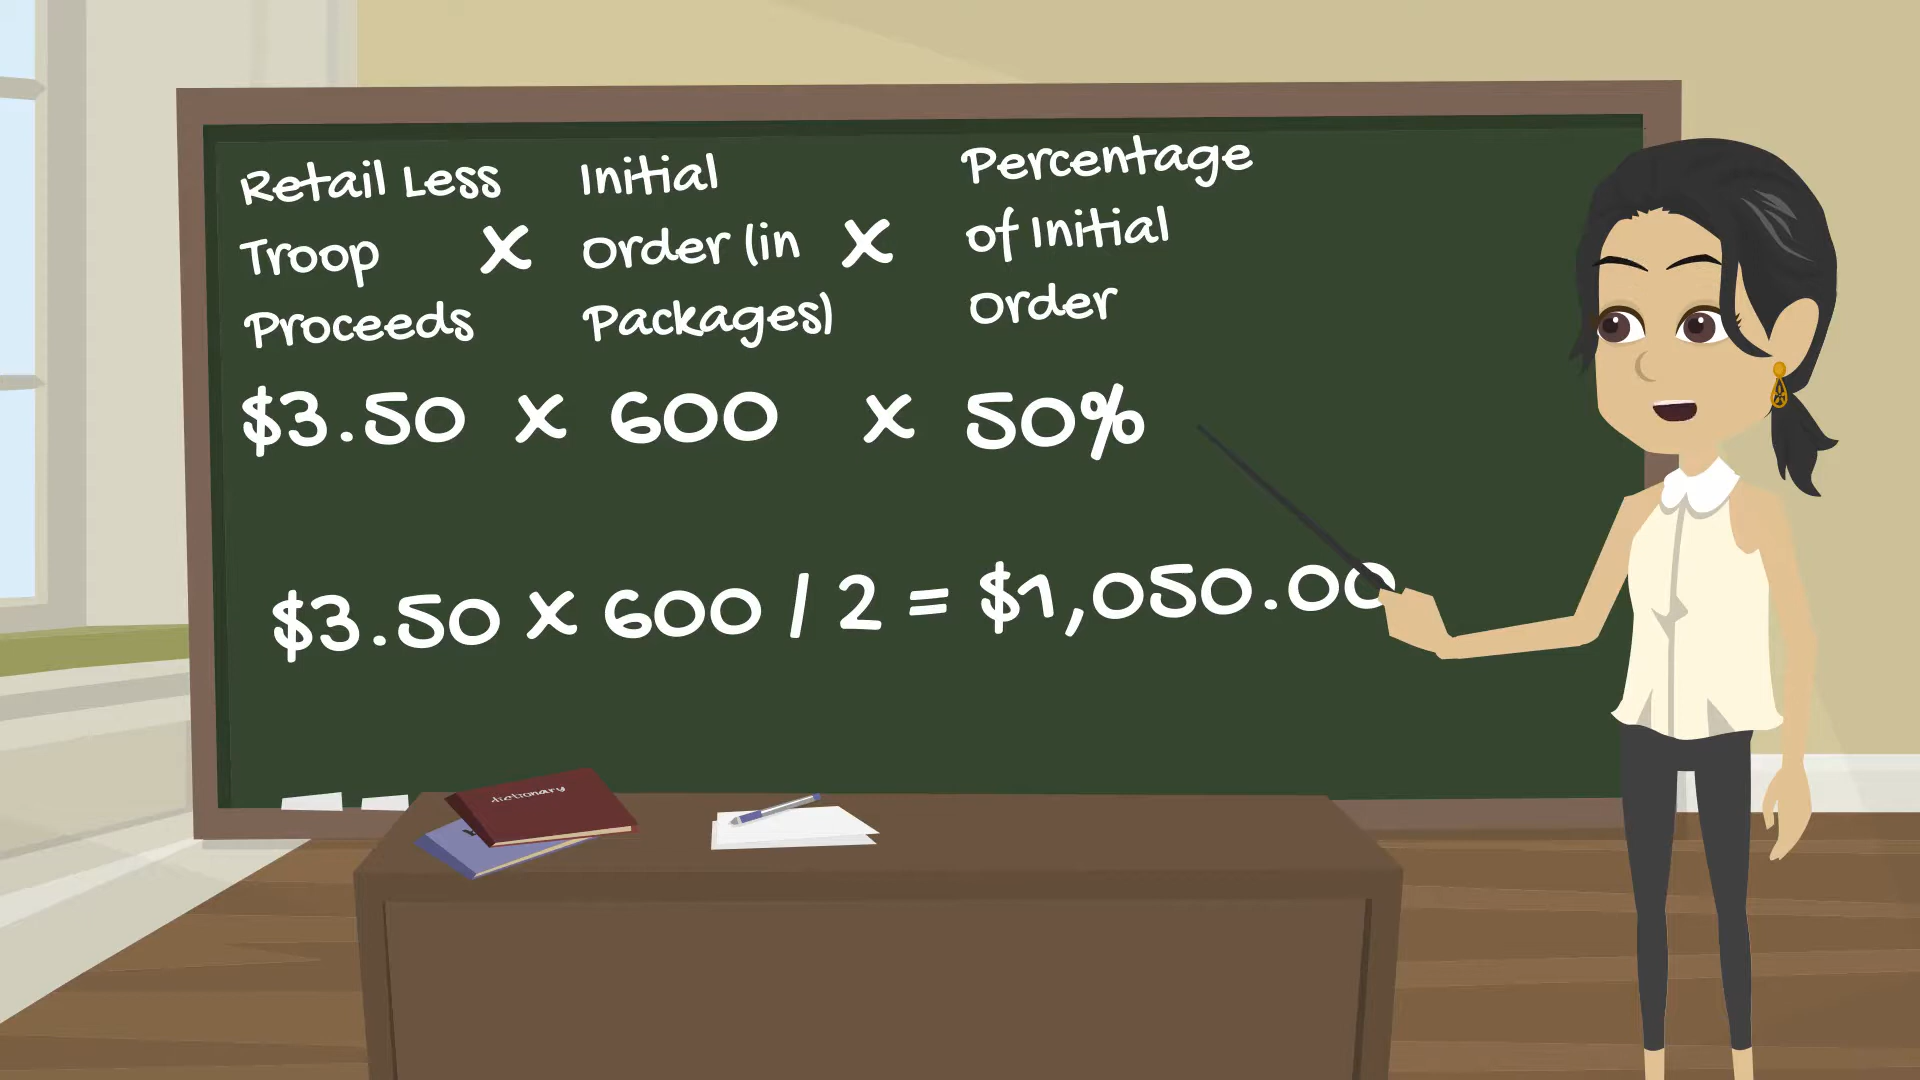 Retail Less
Troop
Proceeds
X
Initial
Order (in
Packages)
X
Percentage
of Initial
Order
$3.50 X 600 X 50%
$3.50 X 600 / 2 = $1,050.00
dictionary